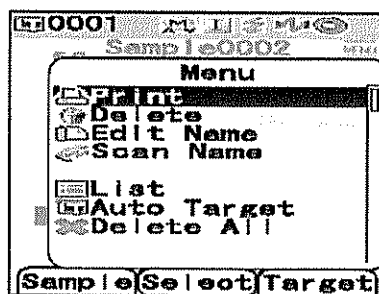 0001
Sample0002
Menu
Print
Delete
Edit Name
Scan Name
List
Auto Target
Delete All
Sample Select Target